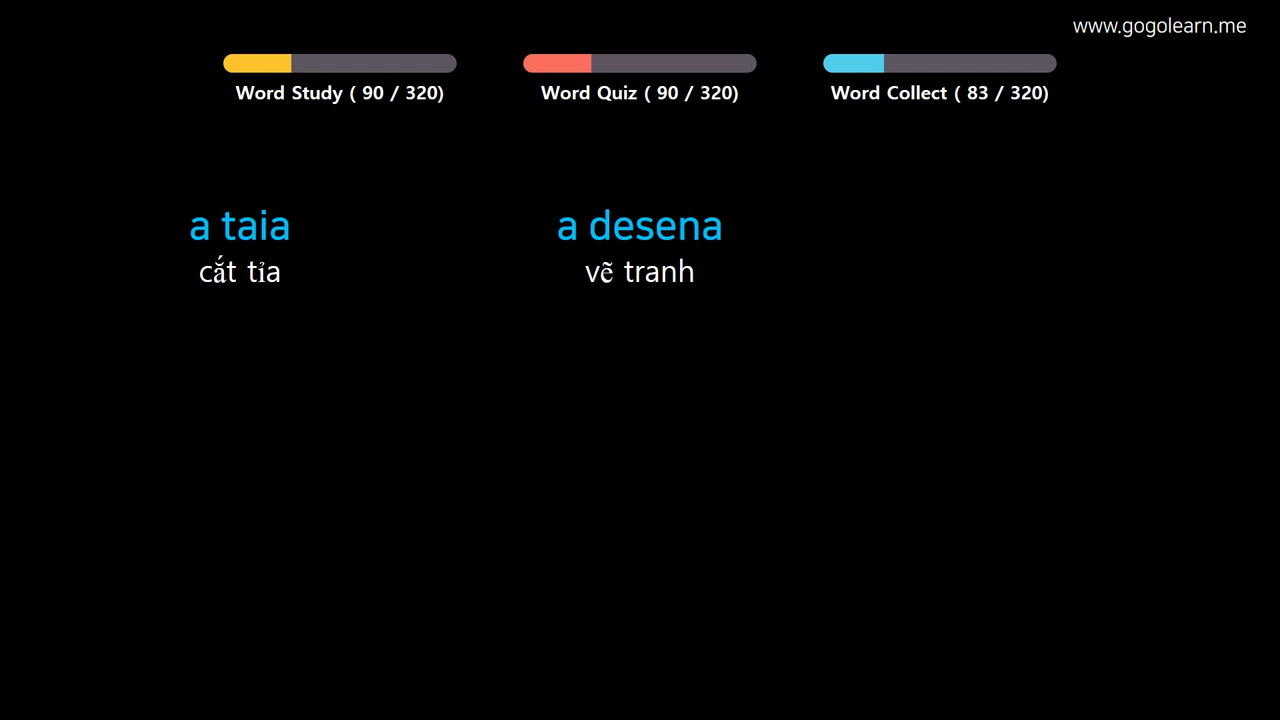 www.gogolearn.me
Word Study ( 90 / 320)
Word Quiz ( 90 / 320)
Word Collect ( 83 / 320)
a taia
cắt tỉa
a desena
vẽ tranh